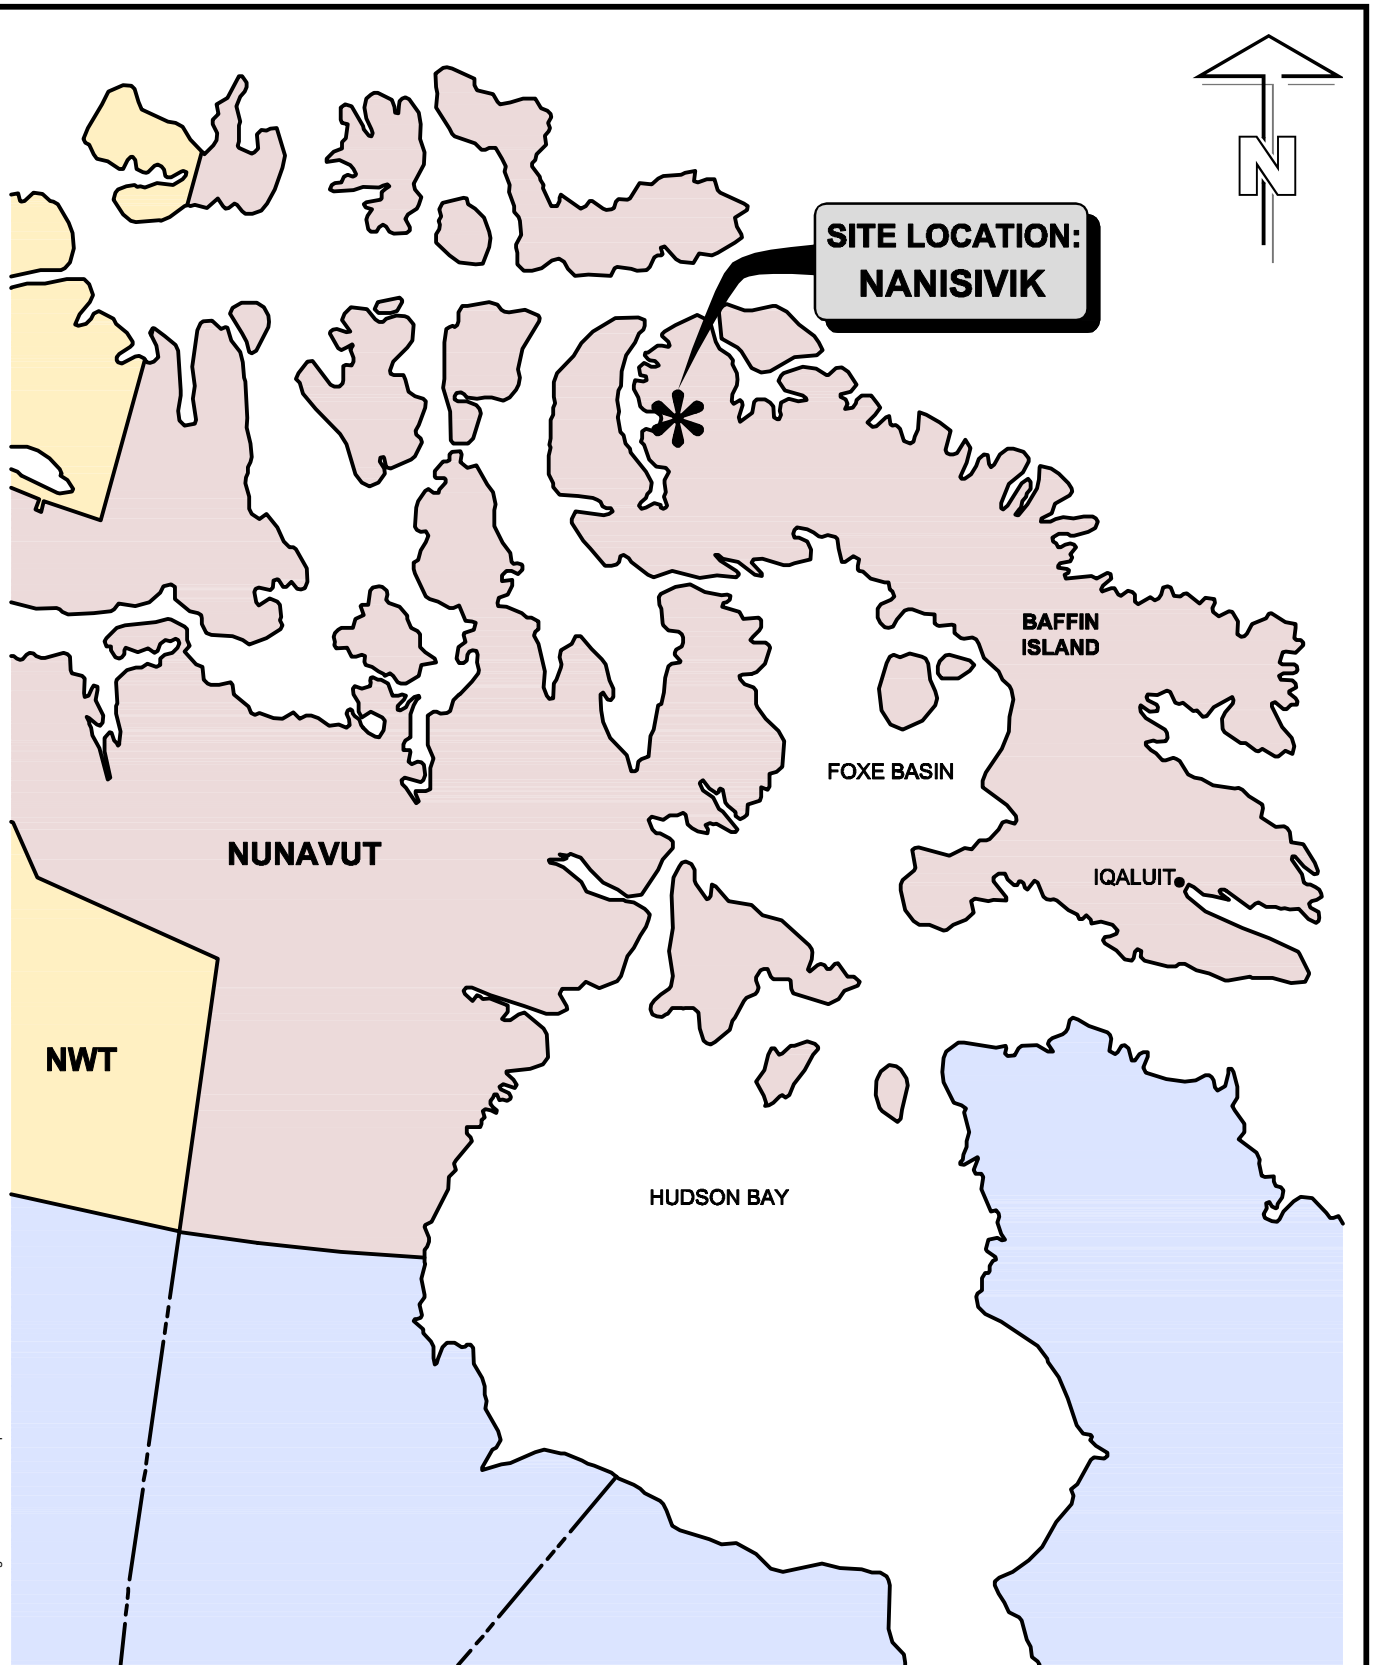 N
SITE LOCATION:
NANISIVIK
BAFFIN
ISLAND
FOXE BASIN
NUNAVUT
IQALUIT
NWT
HUDSON BAY